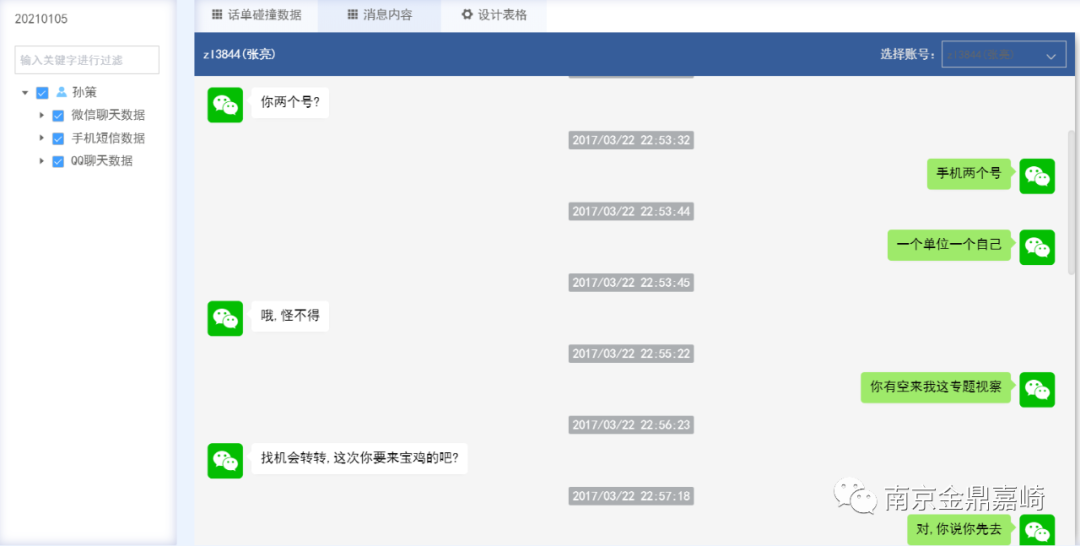 20210105
话单碰撞数据
消息内容
设计表格
输入关键字进行过滤
z13844(张亮)
选择账号：
z13844(张亮)
孙策
微信聊天数据
手机短信数据
QQ聊天数据
你两个号?
2017/03/22 22:53:32
手机两个号
2017/03/22 22:53:44
一个单位一个自己
2017/03/22 22:53:45
哦,怪不得
2017/03/22 22:55:22
你有空来我这专题视察
2017/03/22 22:56:23
找机会转转,这次你要来宝鸡的吧?
2017/03/22 22:57:18
对,你说你先去
南京金鼎嘉崎